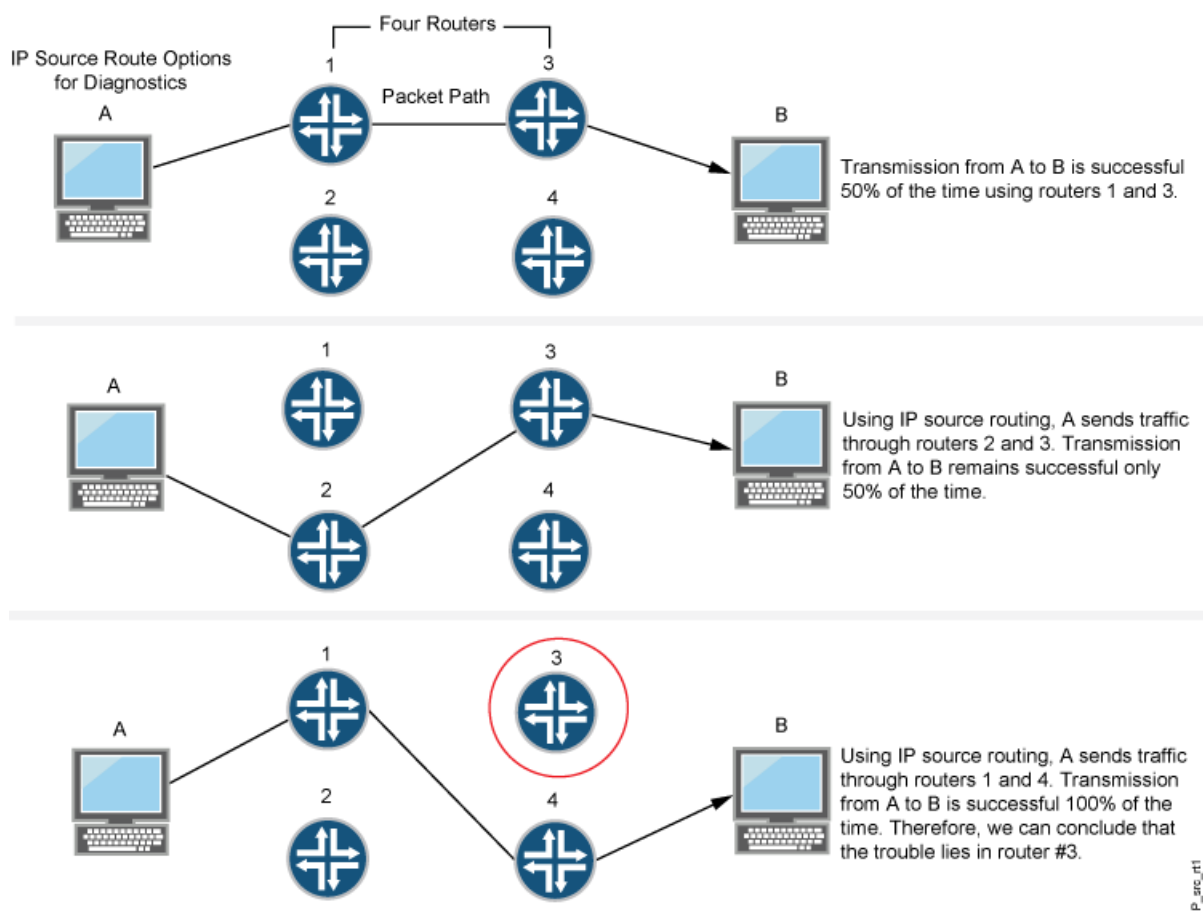 Four Routers
IP Source Route Options
for Diagnostics
1
3
A
Packet Path
B
Transmission from A to B is successful
50% of the time using routers 1 and 3.
2
4
1
3
A
B
Using IP source routing, A sends traffic
through routers 2 and 3. Transmission
from A to B remains successful only
50% of the time.
2
4
1
3
A
B
Using IP source routing, A sends traffic
through routers 1 and 4. Transmission
from A to B is successful 100% of the
time. Therefore, we can conclude that
the trouble lies in router #3.
2
4
P_src_rt1